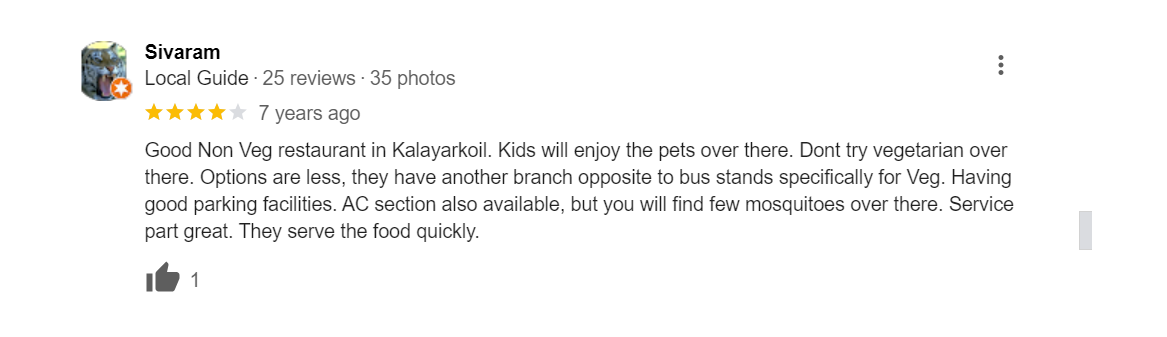 Sivaram
Local Guide · 25 reviews · 35 photos
7 years ago
Good Non Veg restaurant in Kalayarkoil. Kids will enjoy the pets over there. Dont try vegetarian over
there. Options are less, they have another branch opposite to bus stands specifically for Veg. Having
good parking facilities. AC section also available, but you will find few mosquitoes over there. Service
part great. They serve the food quickly.
1